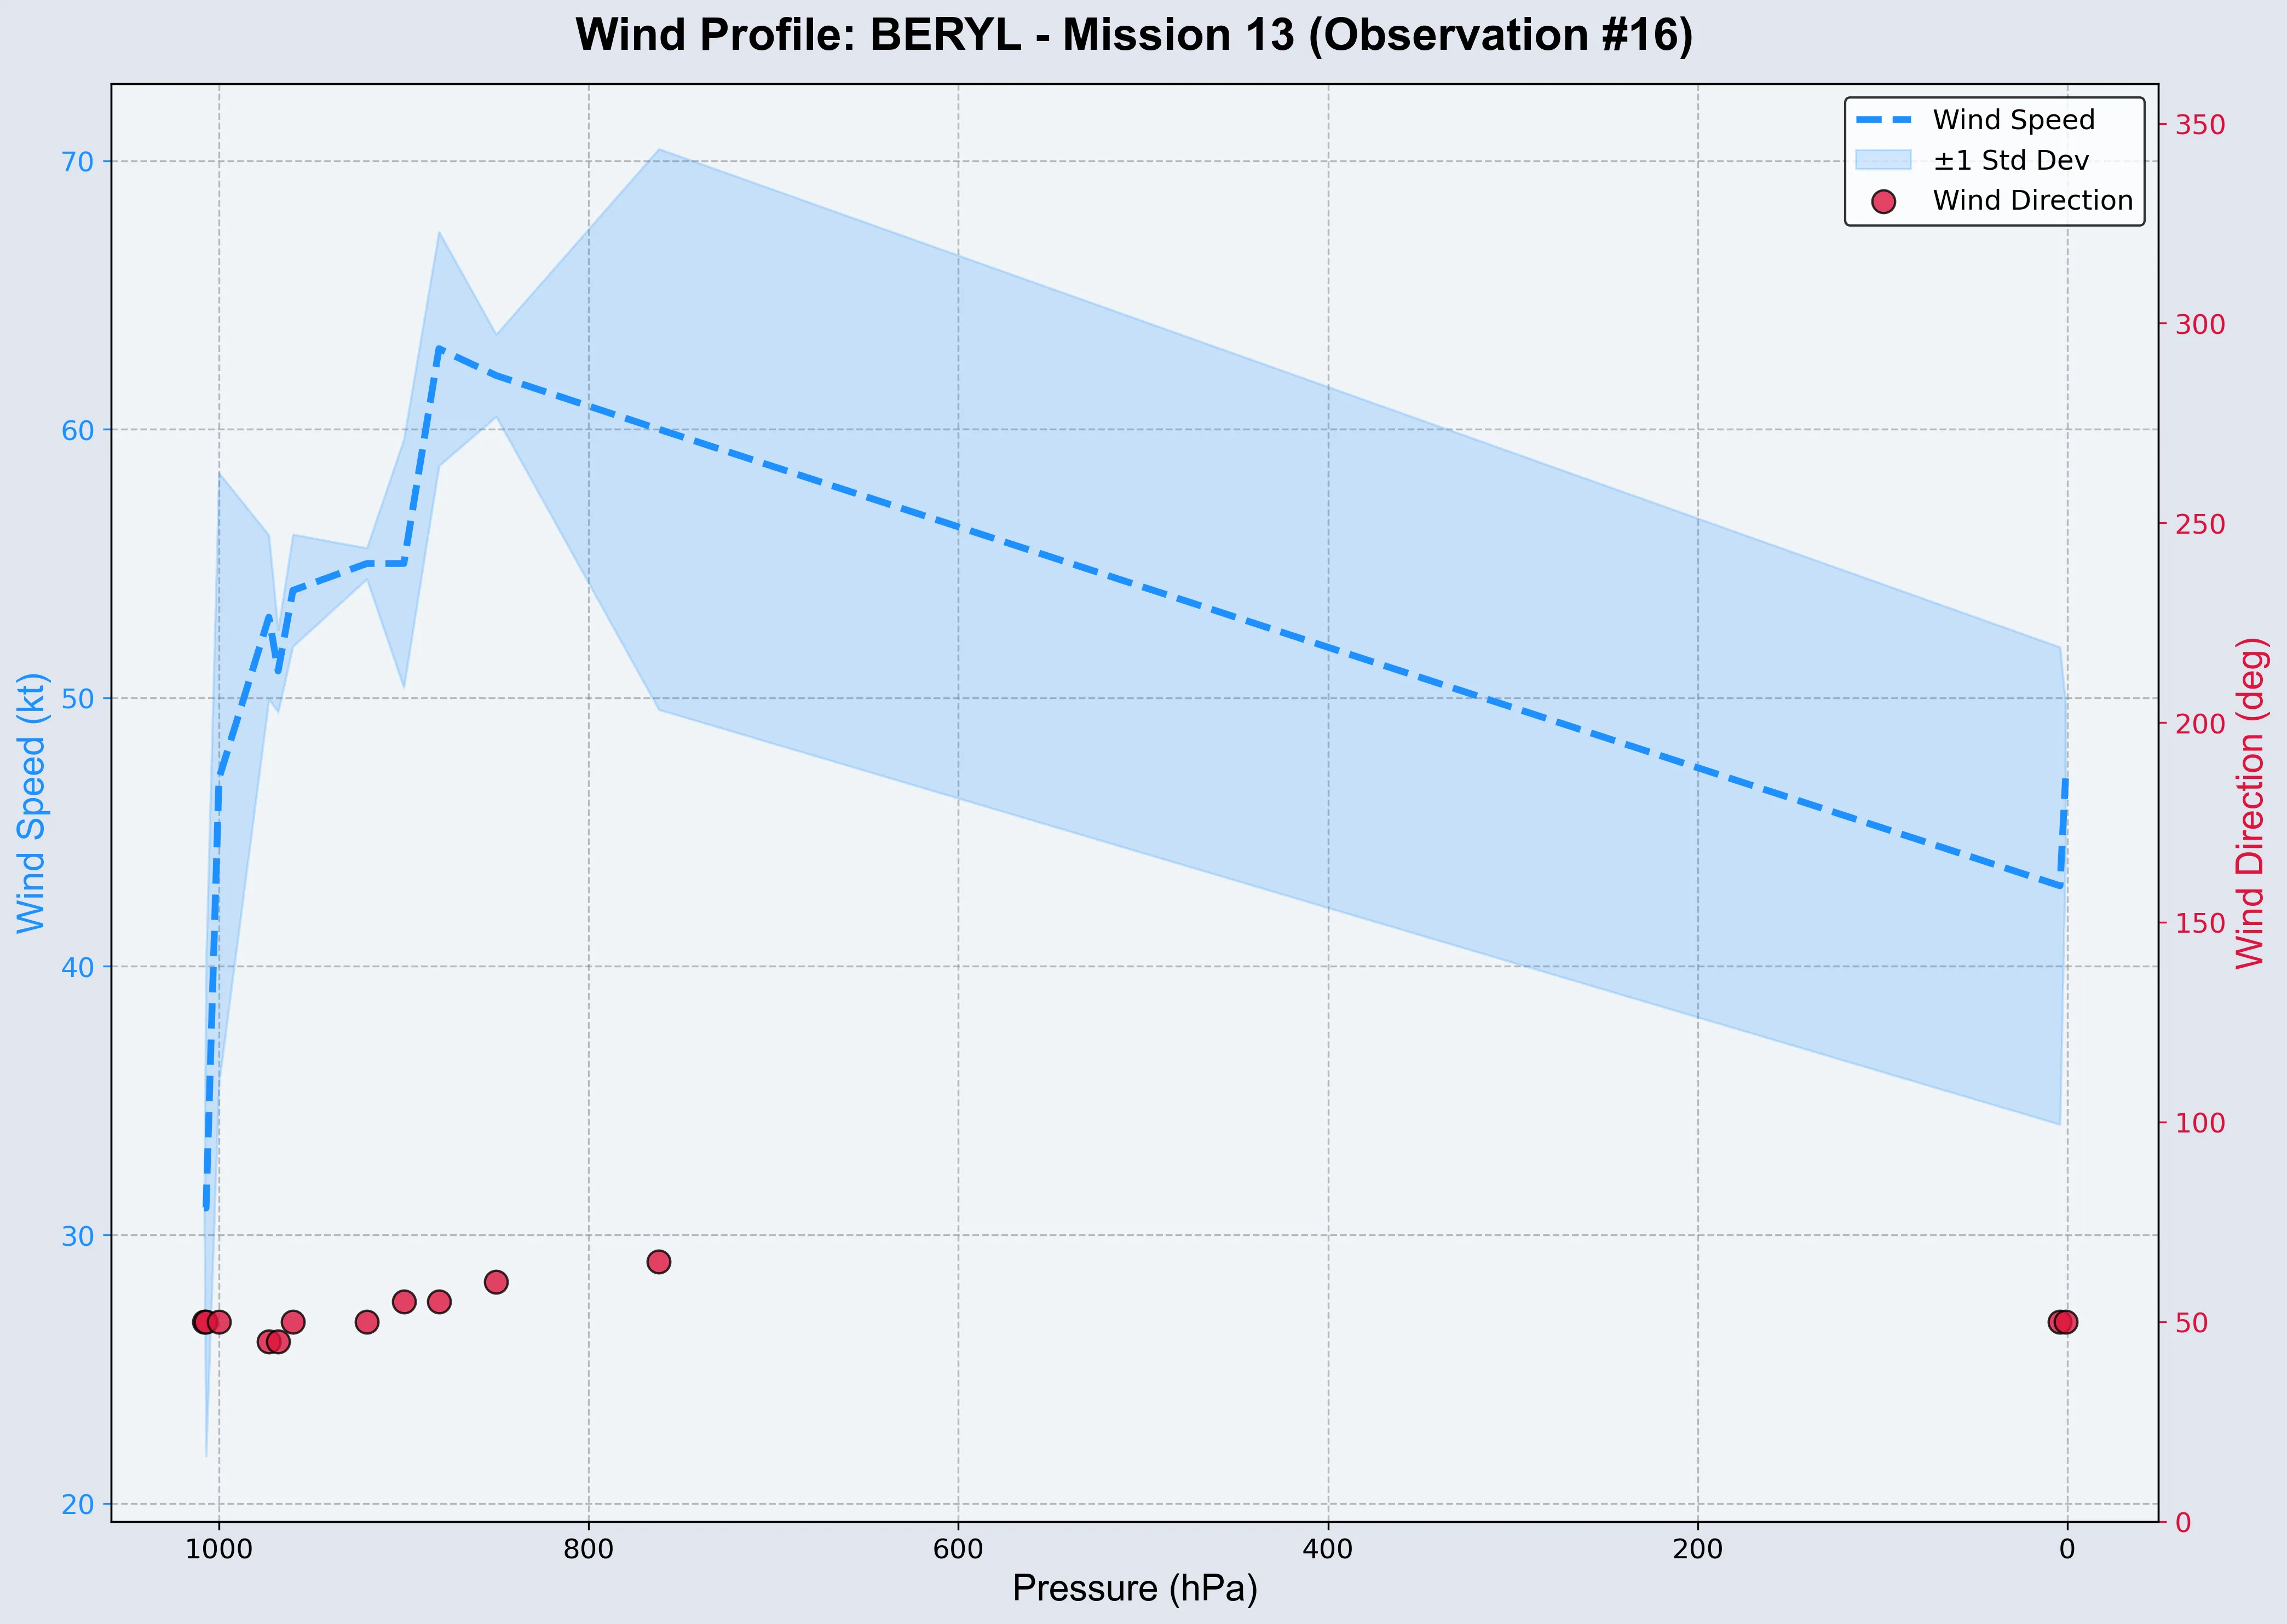 Wind Profile: BERYL - Mission 13 (Observation #16)
Wind Speed
±1 Std Dev
Wind Direction
70
60
50
40
30
20
Wind Speed (kt)
350
300
250
200
150
100
50
0
Wind Direction (deg)
1000
800
600
400
200
0
Pressure (hPa)